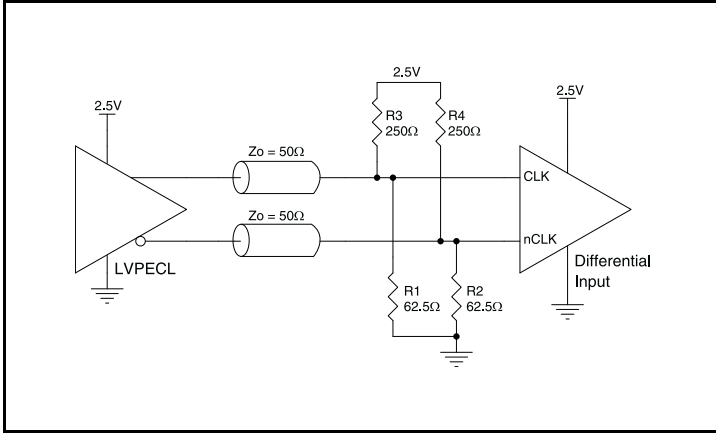 2.5V
2.5V
2.5V
R3
250Ω
R4
250Ω
Zo = 50Ω
CLK
Zo = 50Ω
nCLK
LVPECL
Differential
Input
R1
62.5Ω
R2
62.5Ω